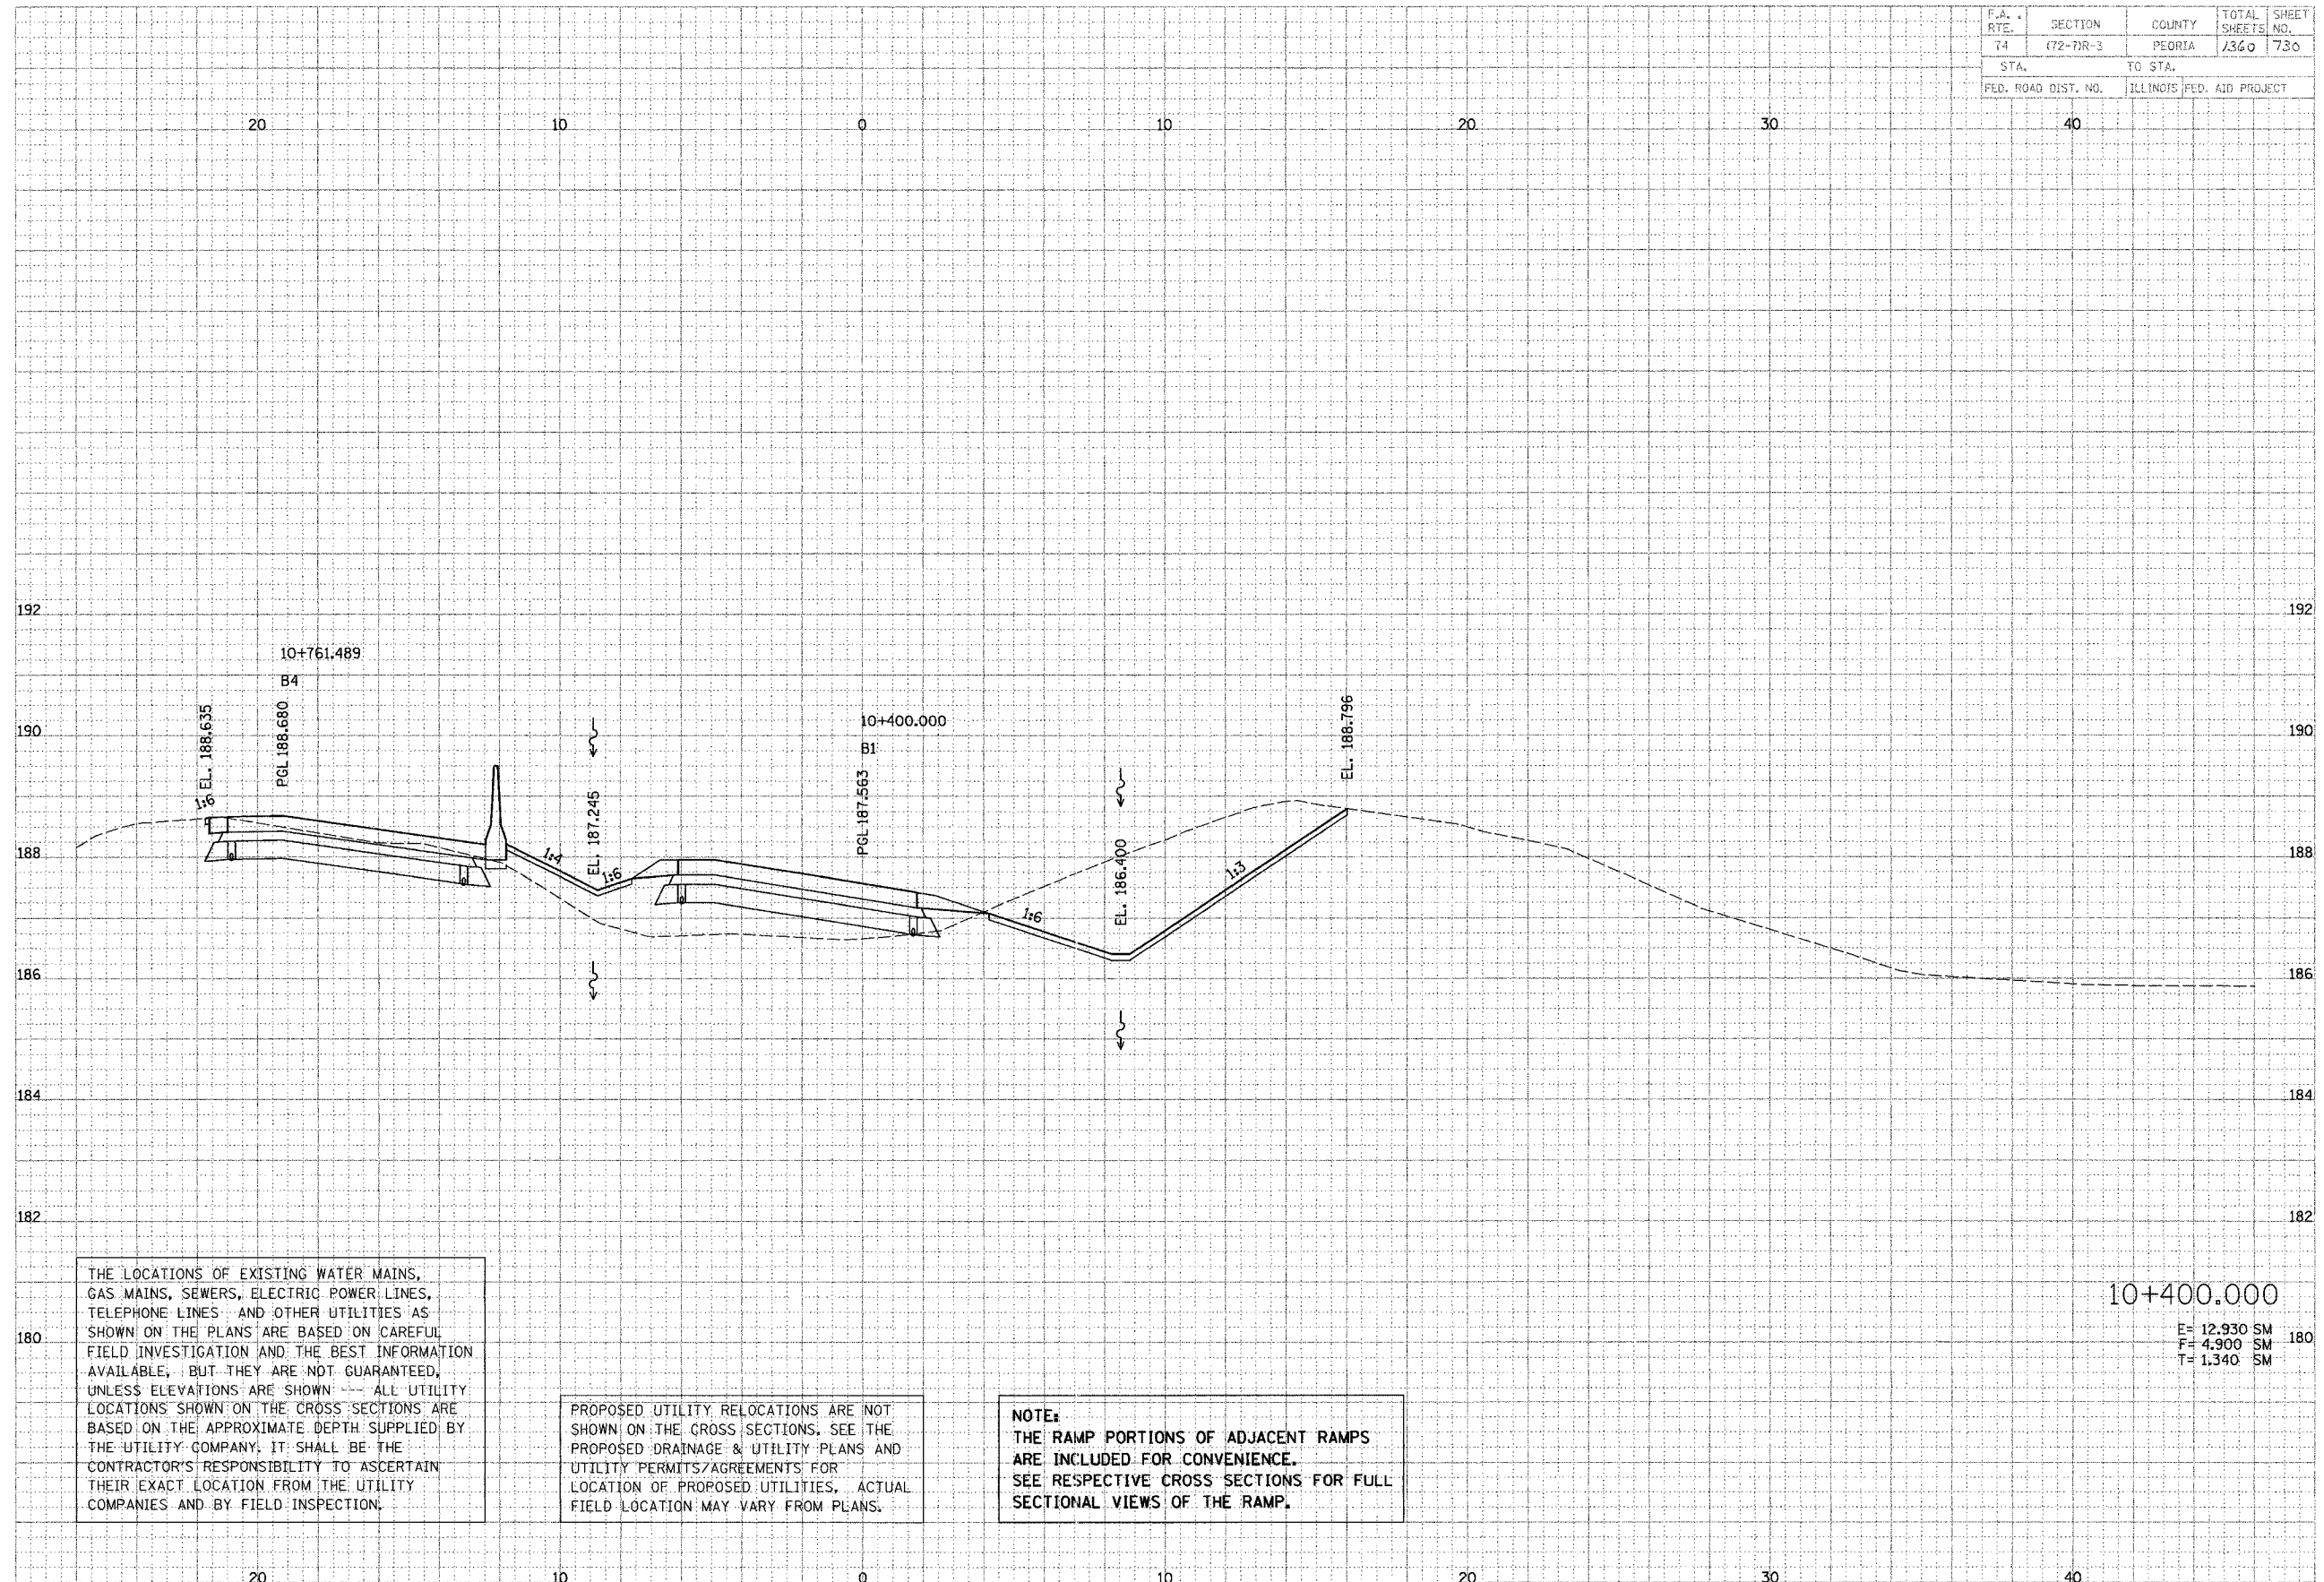 F.A. . RTE. SECTION COUNTY TOTAL SHEETS SHEET NO.
74 (72-7)R-3 PEORIA 1360 730
STA. TO STA.
FED. ROAD DIST. NO. ILLINOIS FED. AID PROJECT
20 10 0 10 20 30 40
192 192
10+761.489
B4
EL. 188.635
PGL 188.680
190 190
10+400.000
B1
PGL 187.563
EL. 187.245
EL. 186.400
EL. 188.796
1:6
188 188
1:4
1:6
1:6
1:3
186 186
184 184
182 182
THE LOCATIONS OF EXISTING WATER MAINS,
GAS MAINS, SEWERS, ELECTRIC POWER LINES,
TELEPHONE LINES AND OTHER UTILITIES AS
SHOWN ON THE PLANS ARE BASED ON CAREFUL
FIELD INVESTIGATION AND THE BEST INFORMATION
AVAILABLE, BUT THEY ARE NOT GUARANTEED,
UNLESS ELEVATIONS ARE SHOWN --- ALL UTILITY
LOCATIONS SHOWN ON THE CROSS SECTIONS ARE
BASED ON THE APPROXIMATE DEPTH SUPPLIED BY
THE UTILITY COMPANY. IT SHALL BE THE
CONTRACTOR'S RESPONSIBILITY TO ASCERTAIN
THEIR EXACT LOCATION FROM THE UTILITY
COMPANIES AND BY FIELD INSPECTION.
PROPOSED UTILITY RELOCATIONS ARE NOT
SHOWN ON THE CROSS SECTIONS. SEE THE
PROPOSED DRAINAGE & UTILITY PLANS AND
UTILITY PERMITS/AGREEMENTS FOR
LOCATION OF PROPOSED UTILITIES. ACTUAL
FIELD LOCATION MAY VARY FROM PLANS.
NOTE:
THE RAMP PORTIONS OF ADJACENT RAMPS
ARE INCLUDED FOR CONVENIENCE.
SEE RESPECTIVE CROSS SECTIONS FOR FULL
SECTIONAL VIEWS OF THE RAMP.
10+400.000
E= 12.930 SM
180 F= 4.900 SM 180
T= 1.340 SM
20 10 0 10 20 30 40